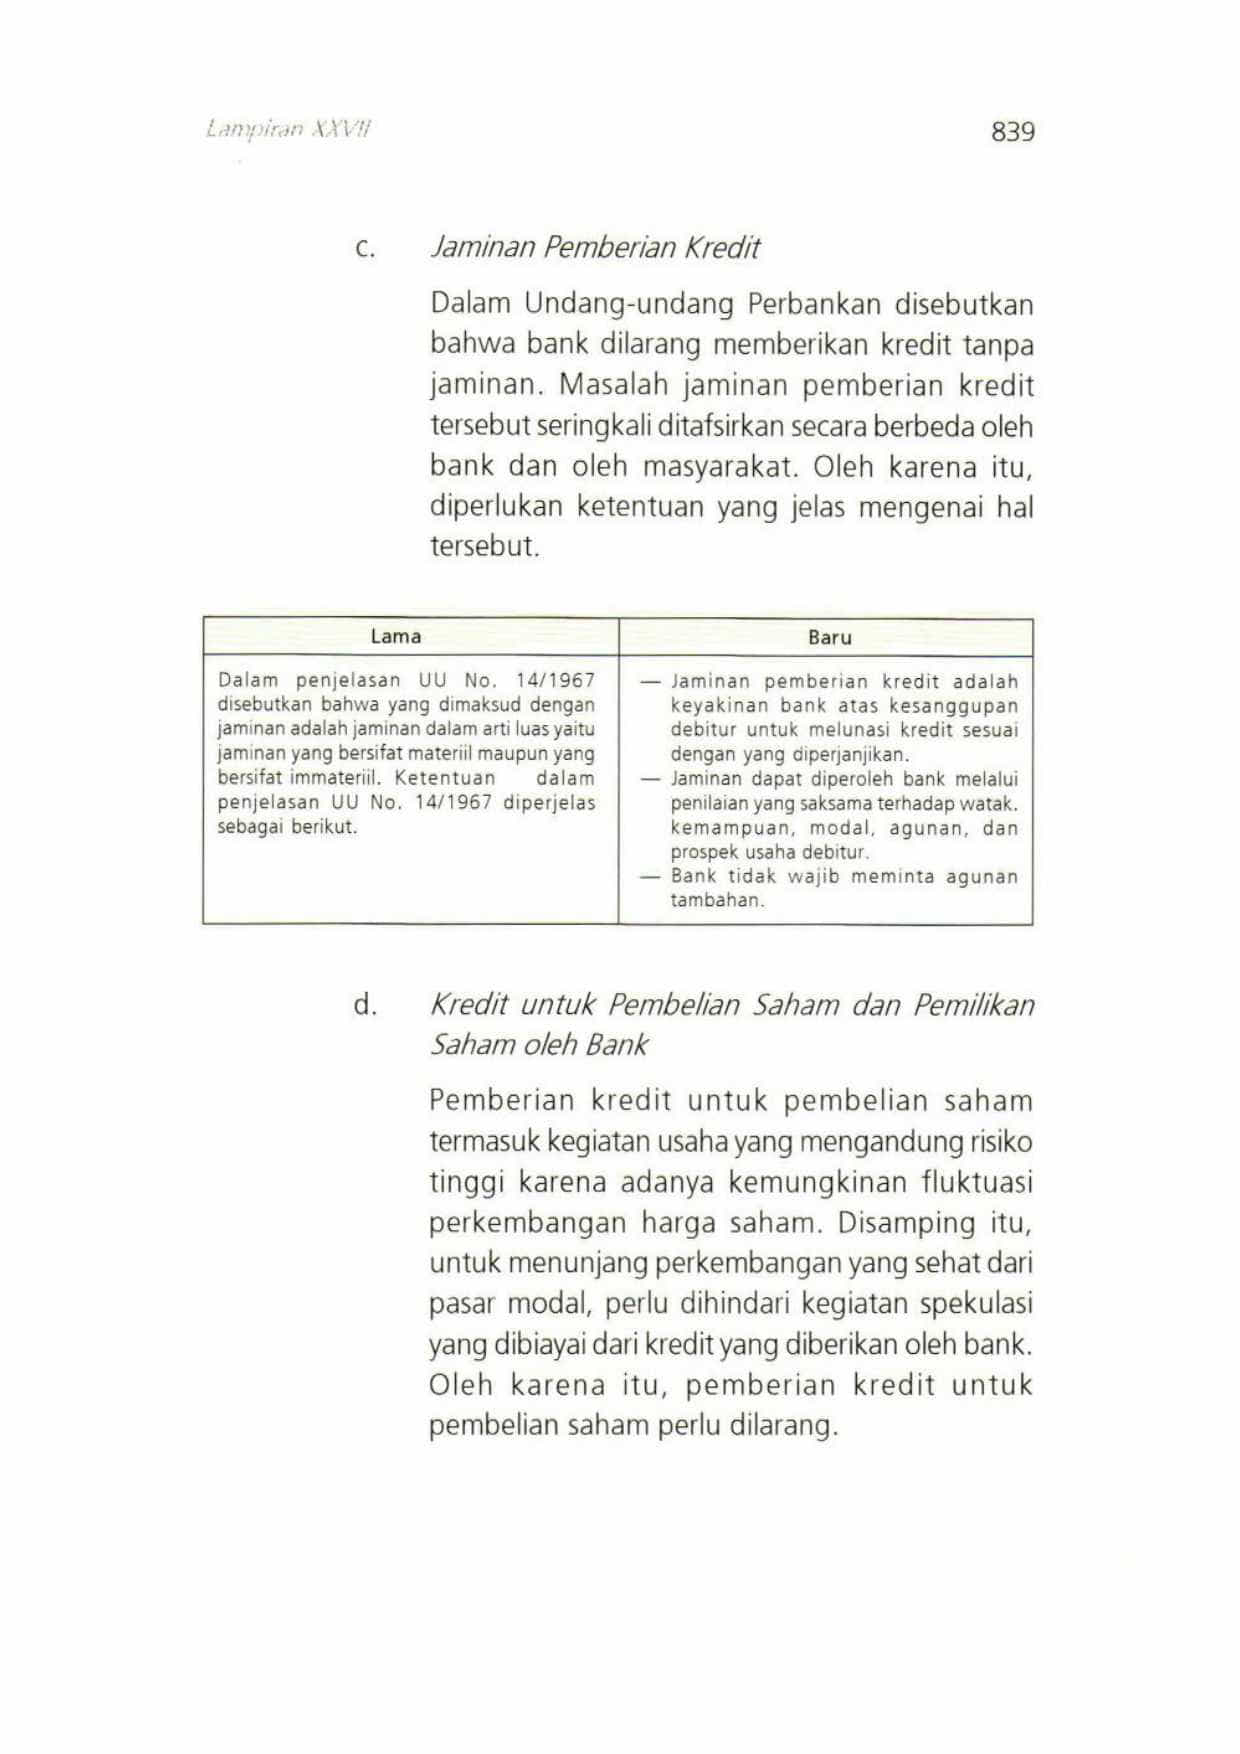 Lampiran XXVII
839
c. Jaminan Pemberian Kredit
Dalam Undang-undang Perbankan disebutkan
bahwa bank dilarang memberikan kredit tanpa
jaminan. Masalah jaminan pemberian kredit
tersebut seringkali ditafsirkan secara berbeda oleh
bank dan oleh masyarakat. Oleh karena itu,
diperlukan ketentuan yang jelas mengenai hal
tersebut.
Lama
Dalam penjelasan UU No. 14/1967
disebutkan bahwa yang dimaksud dengan
jaminan adalah jaminan dalam arti luas yaitu
jaminan yang bersifat materiil maupun yang
bersifat immateriil. Ketentuan dalam
penjelasan UU No. 14/1967 diperjelas
sebagai berikut.
Baru
— Jaminan pemberian kredit adalah
keyakinan bank atas kesanggupan
debitur untuk melunasi kredit sesuai
dengan yang diperjanjikan.
— Jaminan dapat diperoleh bank melalui
penilaian yang saksama terhadap watak.
kemampuan, modal, agunan, dan
prospek usaha debitur.
— Bank tidak wajib meminta agunan
tambahan.
d. Kredit untuk Pembelian Saham dan Pemilikan
Saham oleh Bank
Pemberian kredit untuk pembelian saham
termasuk kegiatan usaha yang mengandung risiko
tinggi karena adanya kemungkinan fluktuasi
perkembangan harga saham. Disamping itu,
untuk menunjang perkembangan yang sehat dari
pasar modal, perlu dihindari kegiatan spekulasi
yang dibiayai dari kredit yang diberikan oleh bank.
Oleh karena itu, pemberian kredit untuk
pembelian saham perlu dilarang.